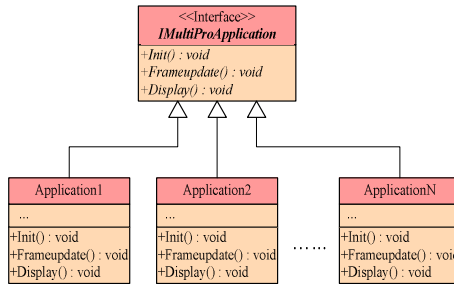 <<Interface>>
IMultiProApplication
+Init() : void
+Frameupdate() : void
+Display() : void
Application1
...
+Init() : void
+Frameupdate() : void
+Display() : void
Application2
...
+Init() : void
+Frameupdate() : void
+Display() : void
......
ApplicationN
...
+Init() : void
+Frameupdate() : void
+Display() : void